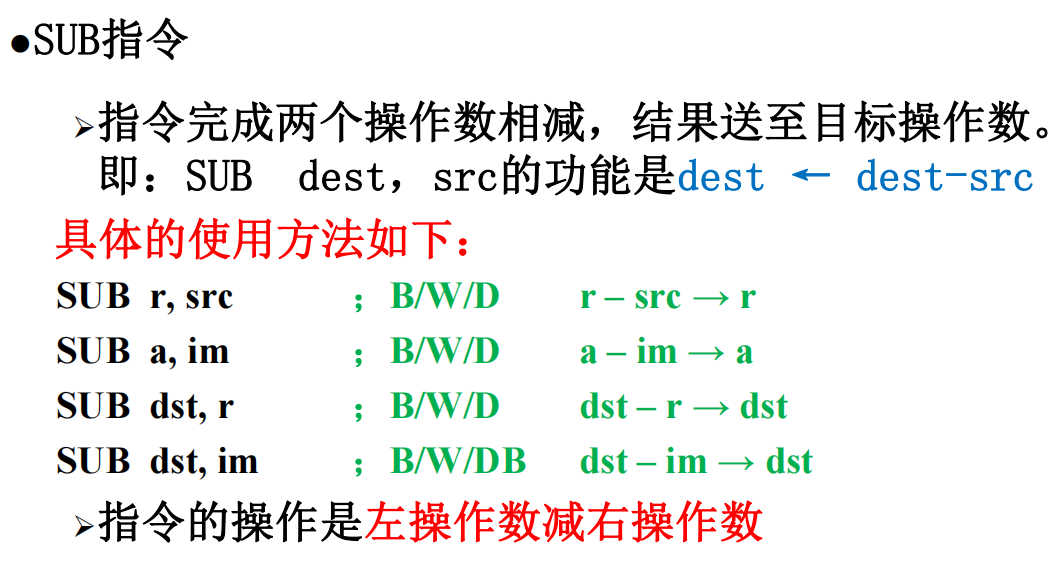 ●SUB指令
➢指令完成两个操作数相减，结果送至目标操作数。
即：SUB dest，src的功能是dest ← dest-src
具体的使用方法如下：
SUB r, src ； B/W/D r – src → r
SUB a, im ； B/W/D a – im → a
SUB dst, r ； B/W/D dst – r → dst
SUB dst, im ； B/W/DB dst – im → dst
➢指令的操作是左操作数减右操作数